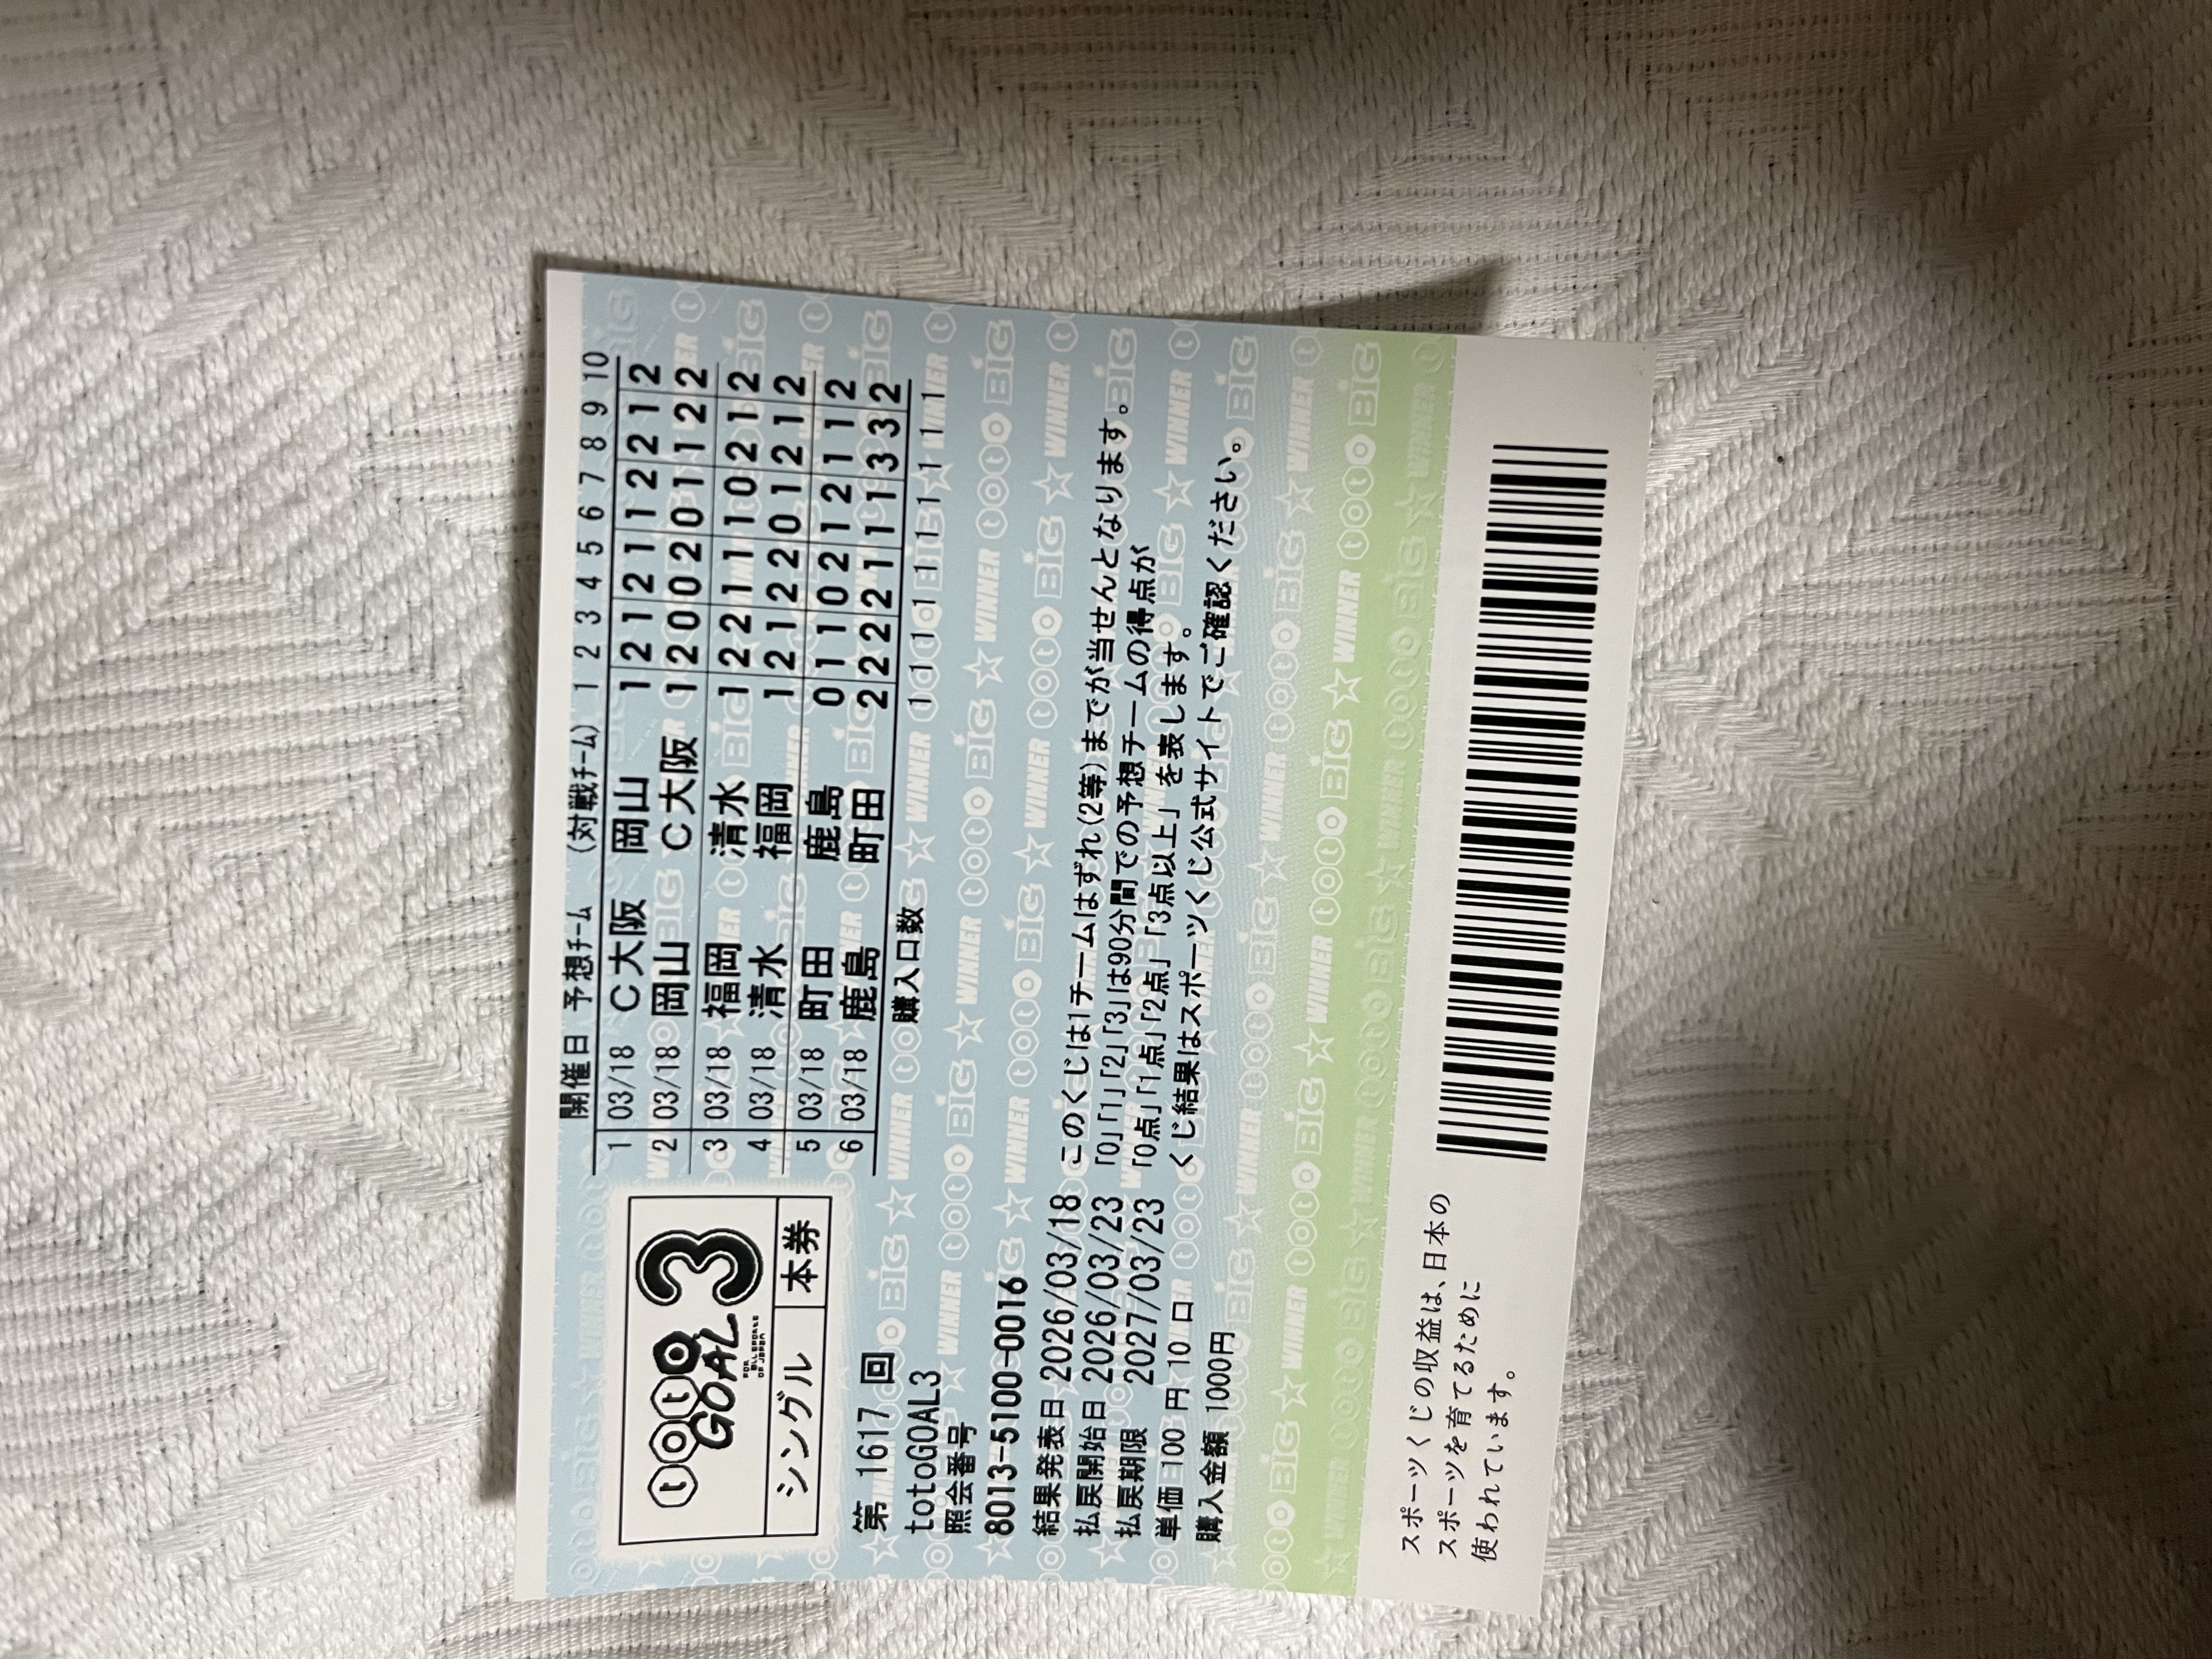 toto
GOAL3
FOR ALL SPORTS OF JAPAN
シングル 本券
第 1617 回
totoGOAL3
照会番号
8013-5100-0016
結果発表日 2026/03/18
払戻開始日 2026/03/23
払戻期限 2027/03/23
単価 100 円 10 口
購入金額 1000円
開催日 予想チーム (対戦チーム) 1 2 3 4 5 6 7 8 9 10
1 03/18 C大阪 岡山 1 2 1 2 1 1 2 2 1 2
2 03/18 岡山 C大阪 1 2 0 0 2 0 1 1 2 2
3 03/18 福岡 清水 1 2 2 1 1 1 0 2 1 2
4 03/18 清水 福岡 1 2 1 2 2 0 1 2 1 2
5 03/18 町田 鹿島 0 1 1 0 2 1 2 1 1 2
6 03/18 鹿島 町田 2 2 2 2 1 1 1 3 3 2
購入口数 1 1 1 1 1 1 1 1 1 1
このくじは1チームはずれ(2等)までが当せんとなります。
「0」「1」「2」「3」は90分間での予想チームの得点が
「0点」「1点」「2点」「3点以上」を表します。
くじ結果はスポーツくじ公式サイトでご確認ください。
スポーツくじの収益は、日本の
スポーツを育てるために
使われています。